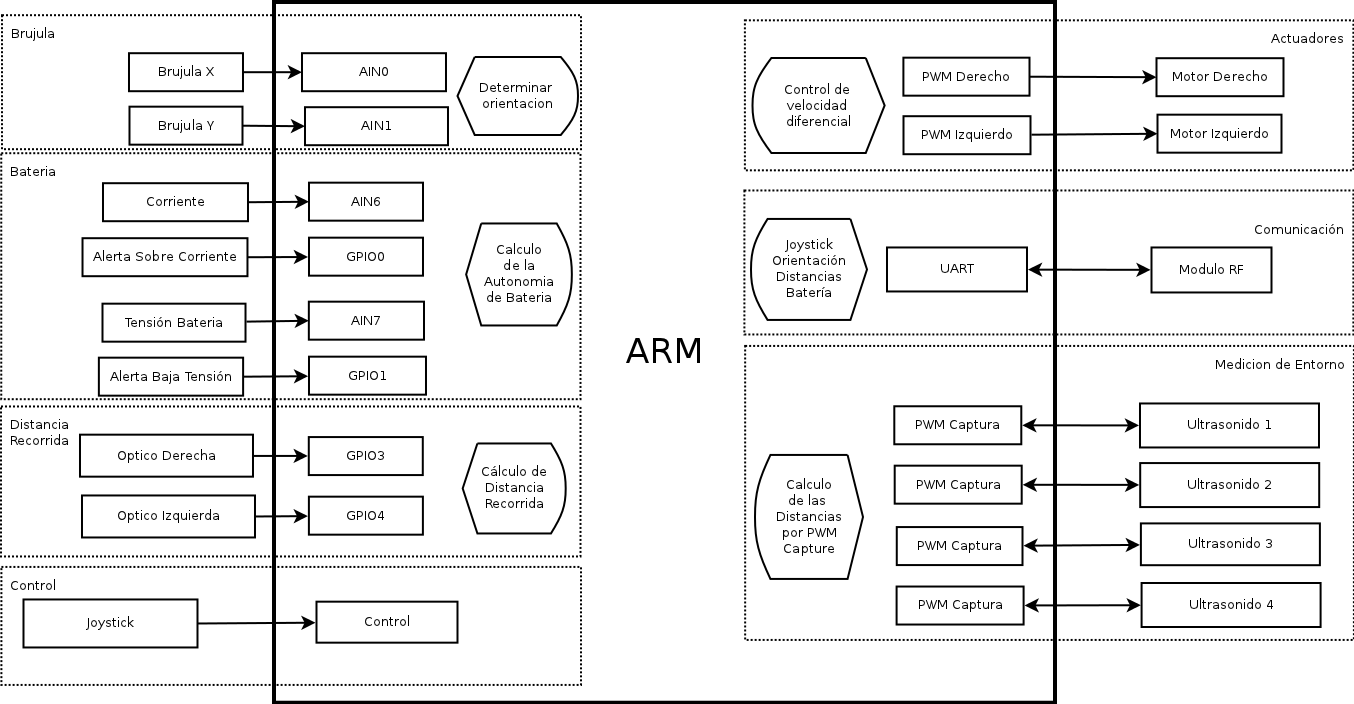 Brujula
Brujula X
AIN0
Brujula Y
AIN1
Determinar
orientacion
Bateria
Corriente
AIN6
Alerta Sobre Corriente
GPIO0
Tensión Bateria
AIN7
Alerta Baja Tensión
GPIO1
Calculo
de la
Autonomia
de Bateria
Distancia
Recorrida
Optico Derecha
GPIO3
Optico Izquierda
GPIO4
Cálculo de
Distancia
Recorrida
Control
Joystick
Control
ARM
Actuadores
Control de
velocidad
diferencial
PWM Derecho
Motor Derecho
PWM Izquierdo
Motor Izquierdo
Comunicación
Joystick
Orientación
Distancias
Batería
UART
Modulo RF
Medicion de Entorno
Calculo
de las
Distancias
por PWM
Capture
PWM Captura
Ultrasonido 1
PWM Captura
Ultrasonido 2
PWM Captura
Ultrasonido 3
PWM Captura
Ultrasonido 4